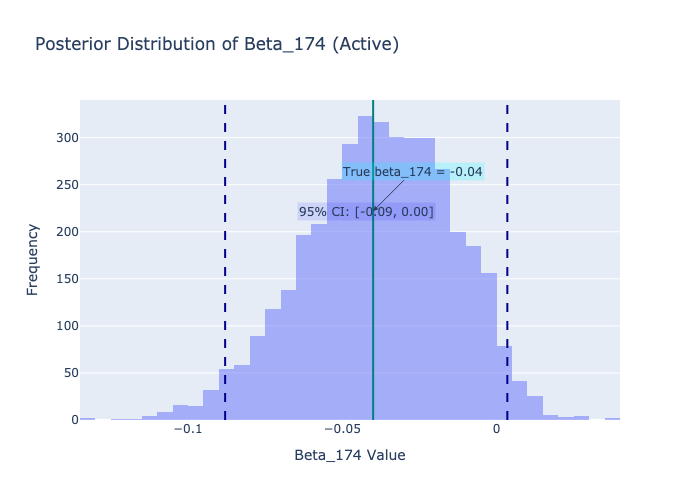 Posterior Distribution of Beta_174 (Active)
300
250
200
150
100
50
0
Frequency
True beta_174 = -0.04
95% CI: [-0.09, 0.00]
−0.1
−0.05
0
Beta_174 Value